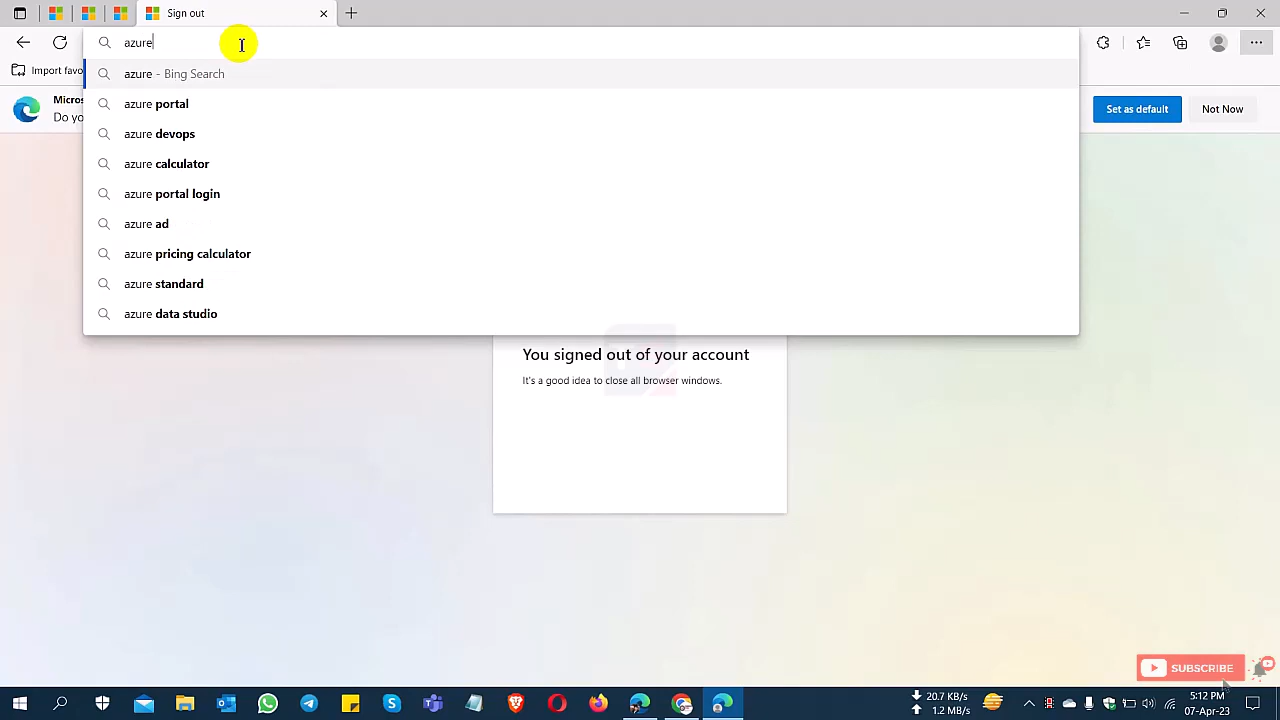 Sign out
azure
Import favo
azure - Bing Search
azure portal
Micros
Do yo
Set as default
Not Now
azure devops
azure calculator
azure portal login
azure ad
azure pricing calculator
azure standard
azure data studio
You signed out of your account
It's a good idea to close all browser windows.
SUBSCRIBE
20.7 KB/s
1.2 MB/s
5:12 PM
07-Apr-23